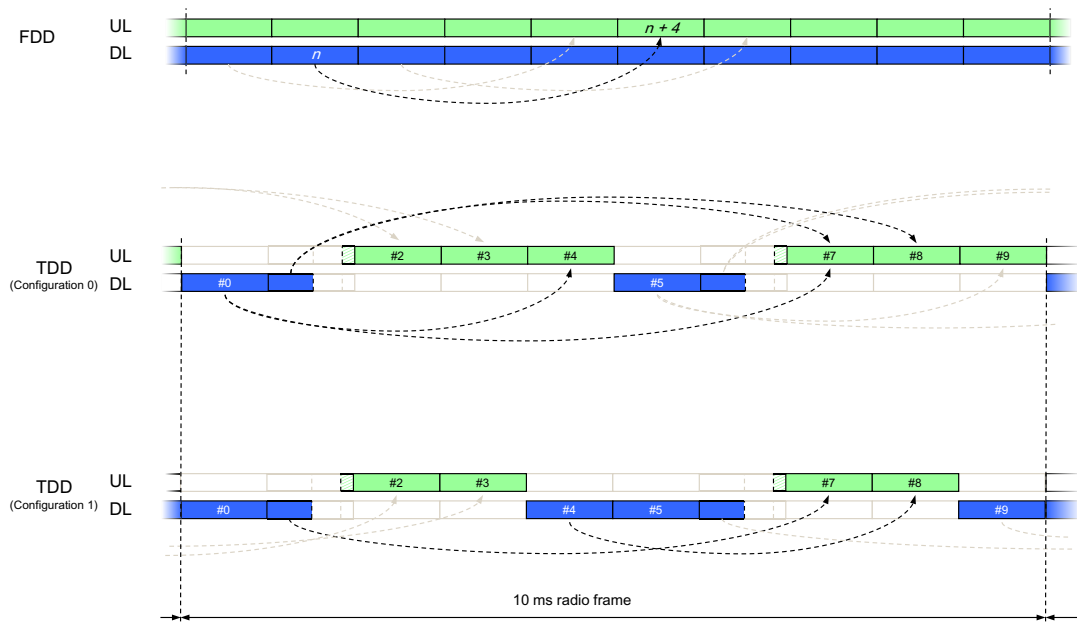 FDD
UL
n + 4
DL
n
TDD
(Configuration 0)
UL
#2 #3 #4 #7 #8 #9
DL
#0 #5
TDD
(Configuration 1)
UL
#2 #3 #7 #8
DL
#0 #4 #5 #9
10 ms radio frame